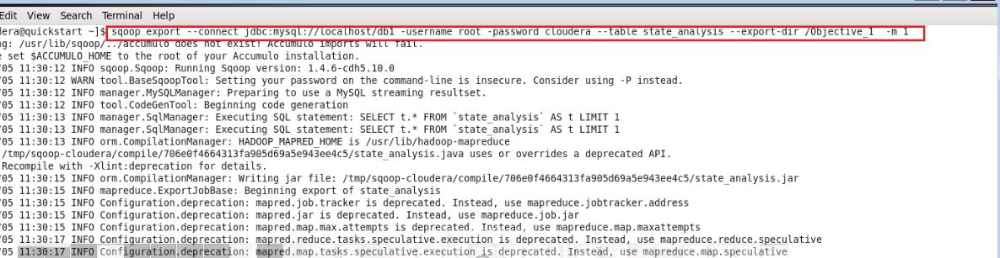 Edit View Search Terminal Help
dera@quickstart ~]$ sqoop export --connect jdbc:mysql://localhost/db1 -username root -password cloudera --table state_analysis --export-dir /Objective_1 -m 1
ng: /usr/lib/sqoop/../accumulo does not exist! Accumulo imports will fail.
e set $ACCUMULO_HOME to the root of your Accumulo installation.
/05 11:30:12 INFO sqoop.Sqoop: Running Sqoop version: 1.4.6-cdh5.10.0
/05 11:30:12 WARN tool.BaseSqoopTool: Setting your password on the command-line is insecure. Consider using -P instead.
/05 11:30:12 INFO manager.MySQLManager: Preparing to use a MySQL streaming resultset.
/05 11:30:12 INFO tool.CodeGenTool: Beginning code generation
/05 11:30:13 INFO manager.SqlManager: Executing SQL statement: SELECT t.* FROM `state_analysis` AS t LIMIT 1
/05 11:30:13 INFO manager.SqlManager: Executing SQL statement: SELECT t.* FROM `state_analysis` AS t LIMIT 1
/05 11:30:13 INFO orm.CompilationManager: HADOOP_MAPRED_HOME is /usr/lib/hadoop-mapreduce
/tmp/sqoop-cloudera/compile/706e0f4664313fa905d69a5e943ee4c5/state_analysis.java uses or overrides a deprecated API.
Recompile with -Xlint:deprecation for details.
/05 11:30:15 INFO orm.CompilationManager: Writing jar file: /tmp/sqoop-cloudera/compile/706e0f4664313fa905d69a5e943ee4c5/state_analysis.jar
/05 11:30:15 INFO mapreduce.ExportJobBase: Beginning export of state_analysis
/05 11:30:15 INFO Configuration.deprecation: mapred.job.tracker is deprecated. Instead, use mapreduce.jobtracker.address
/05 11:30:15 INFO Configuration.deprecation: mapred.jar is deprecated. Instead, use mapreduce.job.jar
/05 11:30:15 INFO Configuration.deprecation: mapred.map.max.attempts is deprecated. Instead, use mapreduce.map.maxattempts
/05 11:30:17 INFO Configuration.deprecation: mapred.reduce.tasks.speculative.execution is deprecated. Instead, use mapreduce.reduce.speculative
/05 11:30:17 INFO Configuration.deprecation: mapred.map.tasks.speculative.execution is deprecated. Instead, use mapreduce.map.speculative